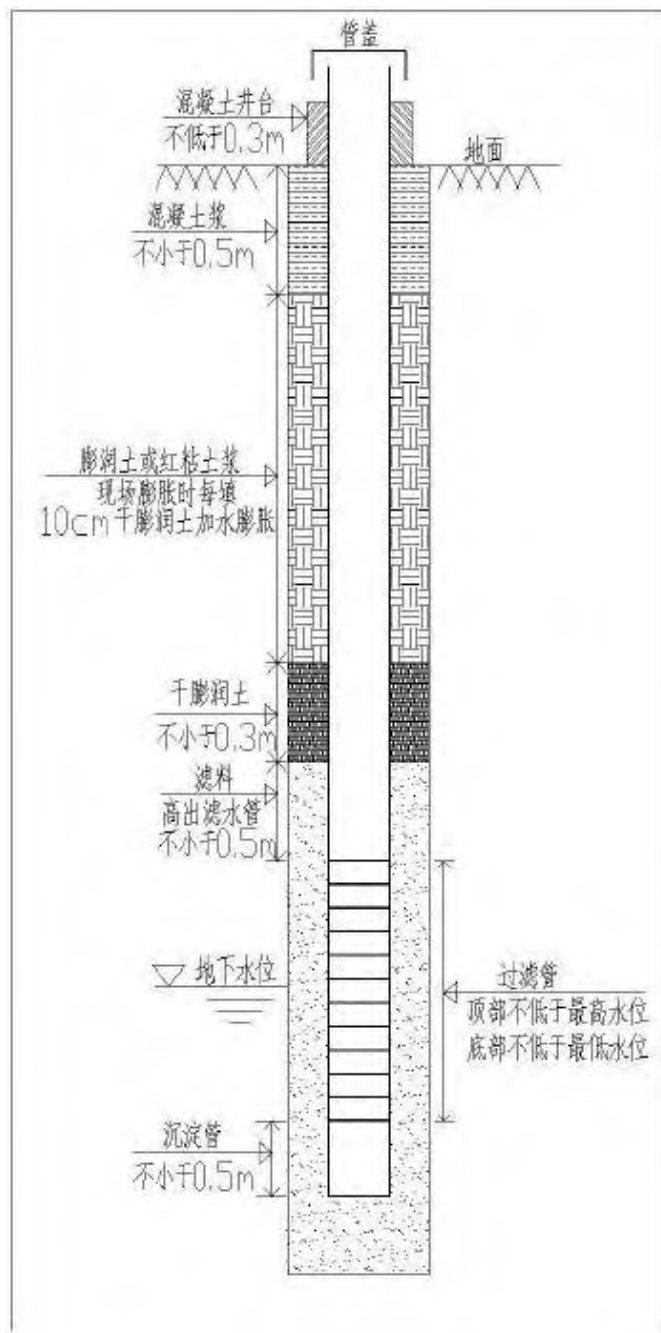 管盖
混凝土井台
不低于0.3m
地面
混凝土浆
不小于0.5m
膨润土或红粘土浆
现场膨胀时每填
10cm干膨润土加水膨胀
干膨润土
不小于0.3m
滤料
高出滤水管
不小于0.5m
地下水位
过滤管
顶部不低于最高水位
底部不低于最低水位
沉淀管
不小于0.5m